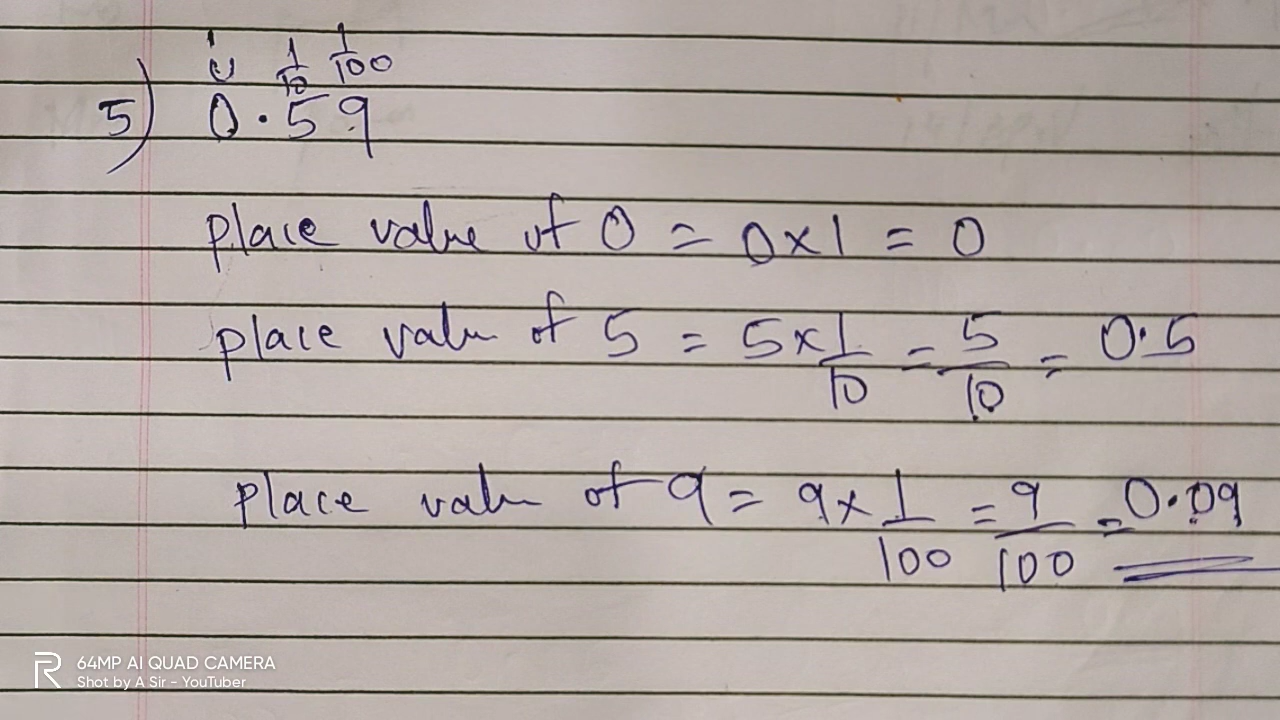 U 1/10 1/100
5) 0.59
place value of 0 = 0×1 = 0
place value of 5 = 5×1/10 = 5/10 = 0.5
place value of 9 = 9×1/100 = 9/100 = 0.09
64MP AI QUAD CAMERA
Shot by A Sir - YouTuber